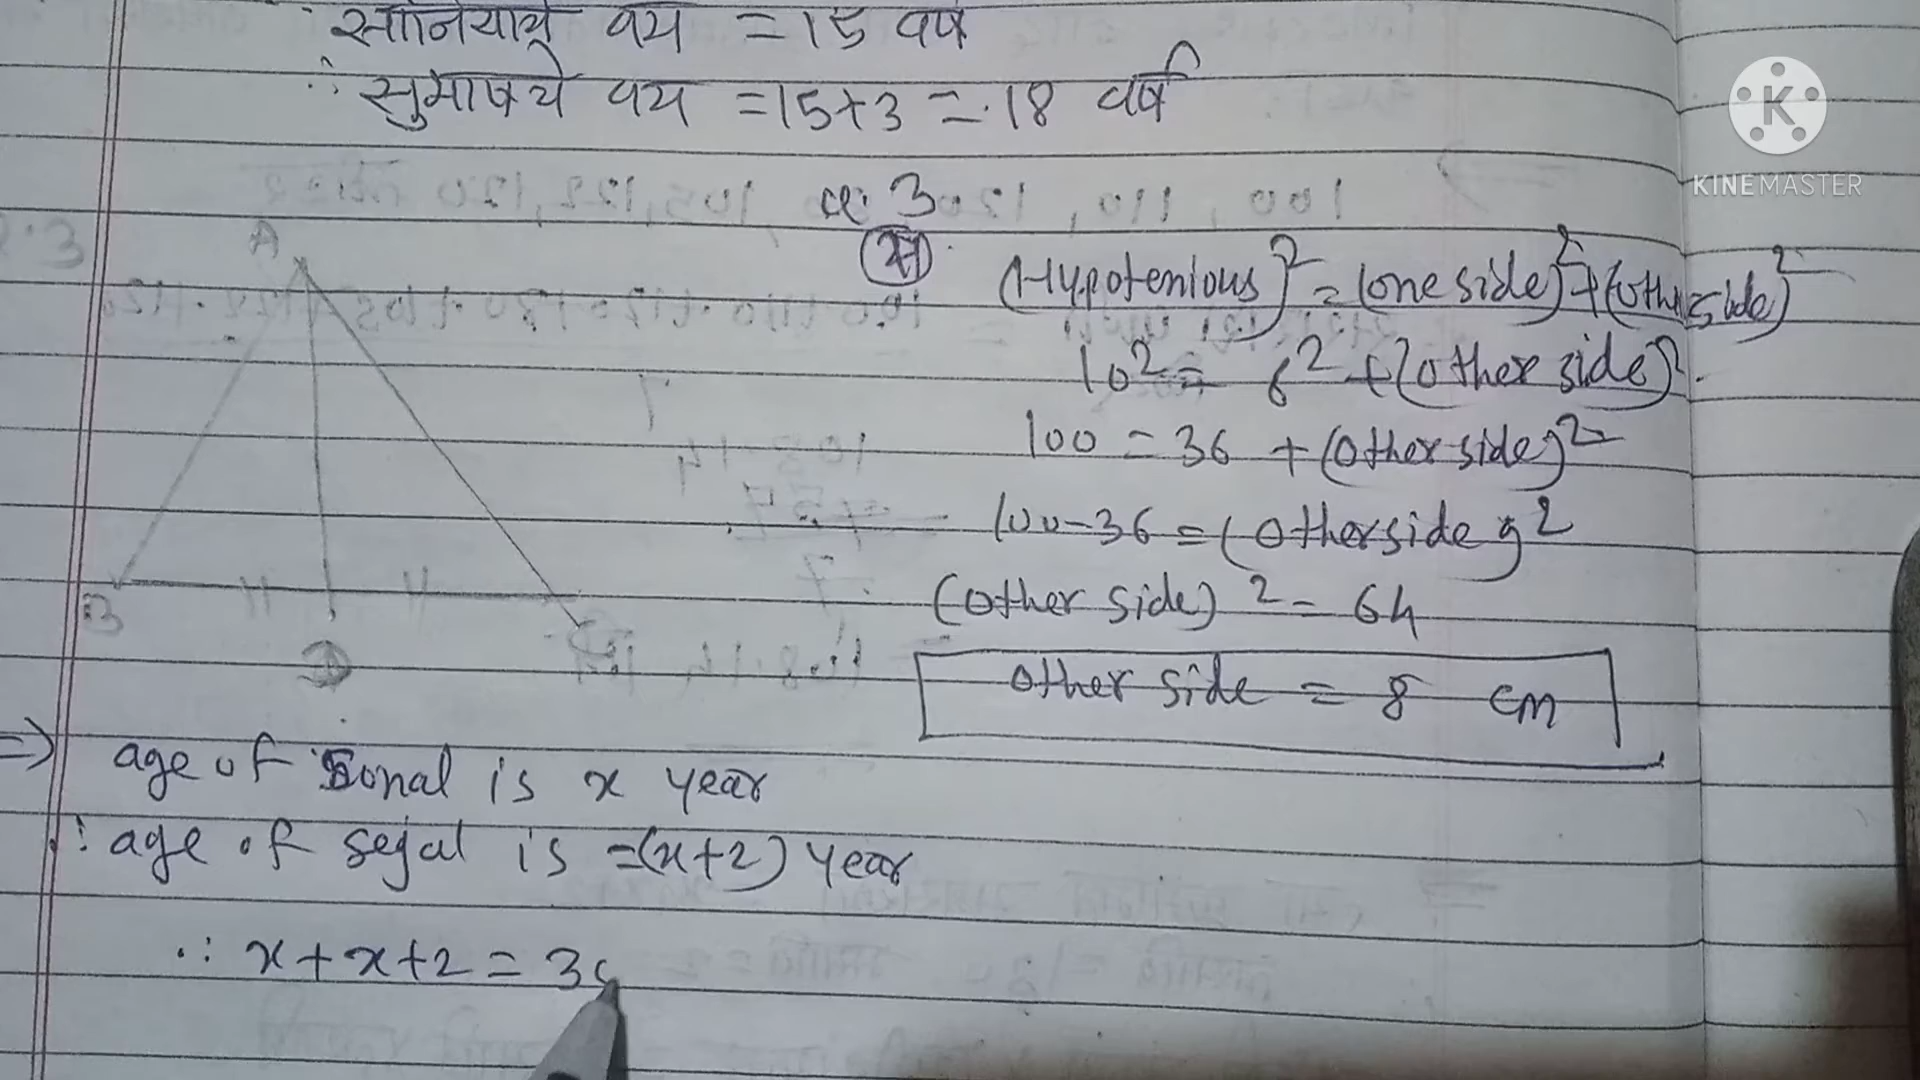 ∴ सानियाचे वय = 15 वर्ष
∴ सुभाषचे वय = 15+3 = 18 वर्ष
KINEMASTER
3
A
(Hypotenious)² = (one side)² + (other side)²
10² = 6² + (other side)²
100 = 36 + (other side)²
100-36 = (other side)²
(other side)² = 64
B
D
other side = 8 cm
=> age of Sonal is x year
∴ age of sejal is =(x+2) year
∴ x+x+2 = 3